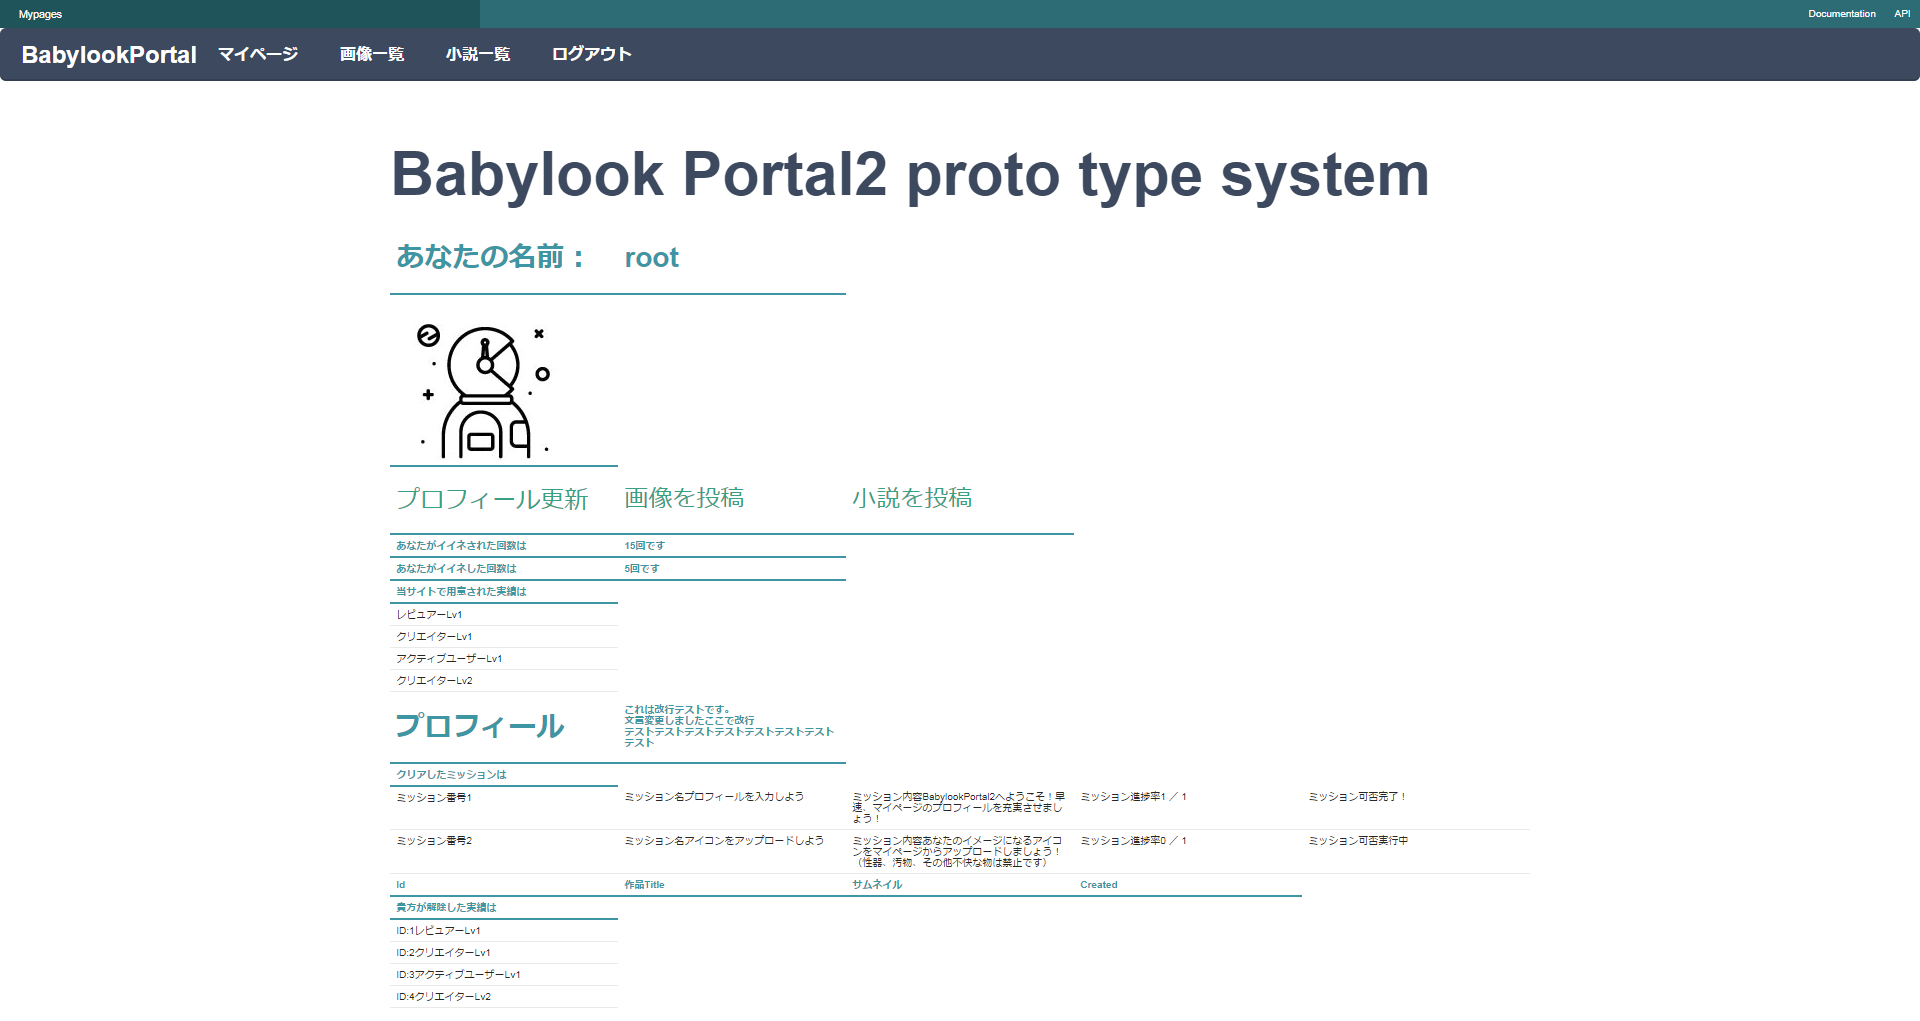 Mypages
Documentation API
BabylookPortal マイページ 画像一覧 小説一覧 ログアウト
Babylook Portal2 proto type system
あなたの名前： root
プロフィール更新 画像を投稿 小説を投稿
あなたがイイネされた回数は 15回です
あなたがイイネした回数は 5回です
当サイトで用意された実績は
レビュアーLv1
クリエイターLv1
アクティブユーザーLv1
クリエイターLv2
プロフィール
これは改行テストです。
文言変更しましたここで改行
テストテストテストテストテストテストテスト
テスト
クリアしたミッションは
ミッション番号1
ミッション名プロフィールを入力しよう
ミッション内容BabylookPortal2へようこそ！早
速、マイページのプロフィールを充実させまし
ょう！
ミッション進捗率1 ／ 1
ミッション可否完了！
ミッション番号2
ミッション名アイコンをアップロードしよう
ミッション内容あなたのイメージになるアイコ
ンをマイページからアップロードしましょう！
（性器、汚物、その他不快な物は禁止です）
ミッション進捗率0 ／ 1
ミッション可否実行中
Id 作品Title サムネイル Created
貴方が解除した実績は
ID:1レビュアーLv1
ID:2クリエイターLv1
ID:3アクティブユーザーLv1
ID:4クリエイターLv2